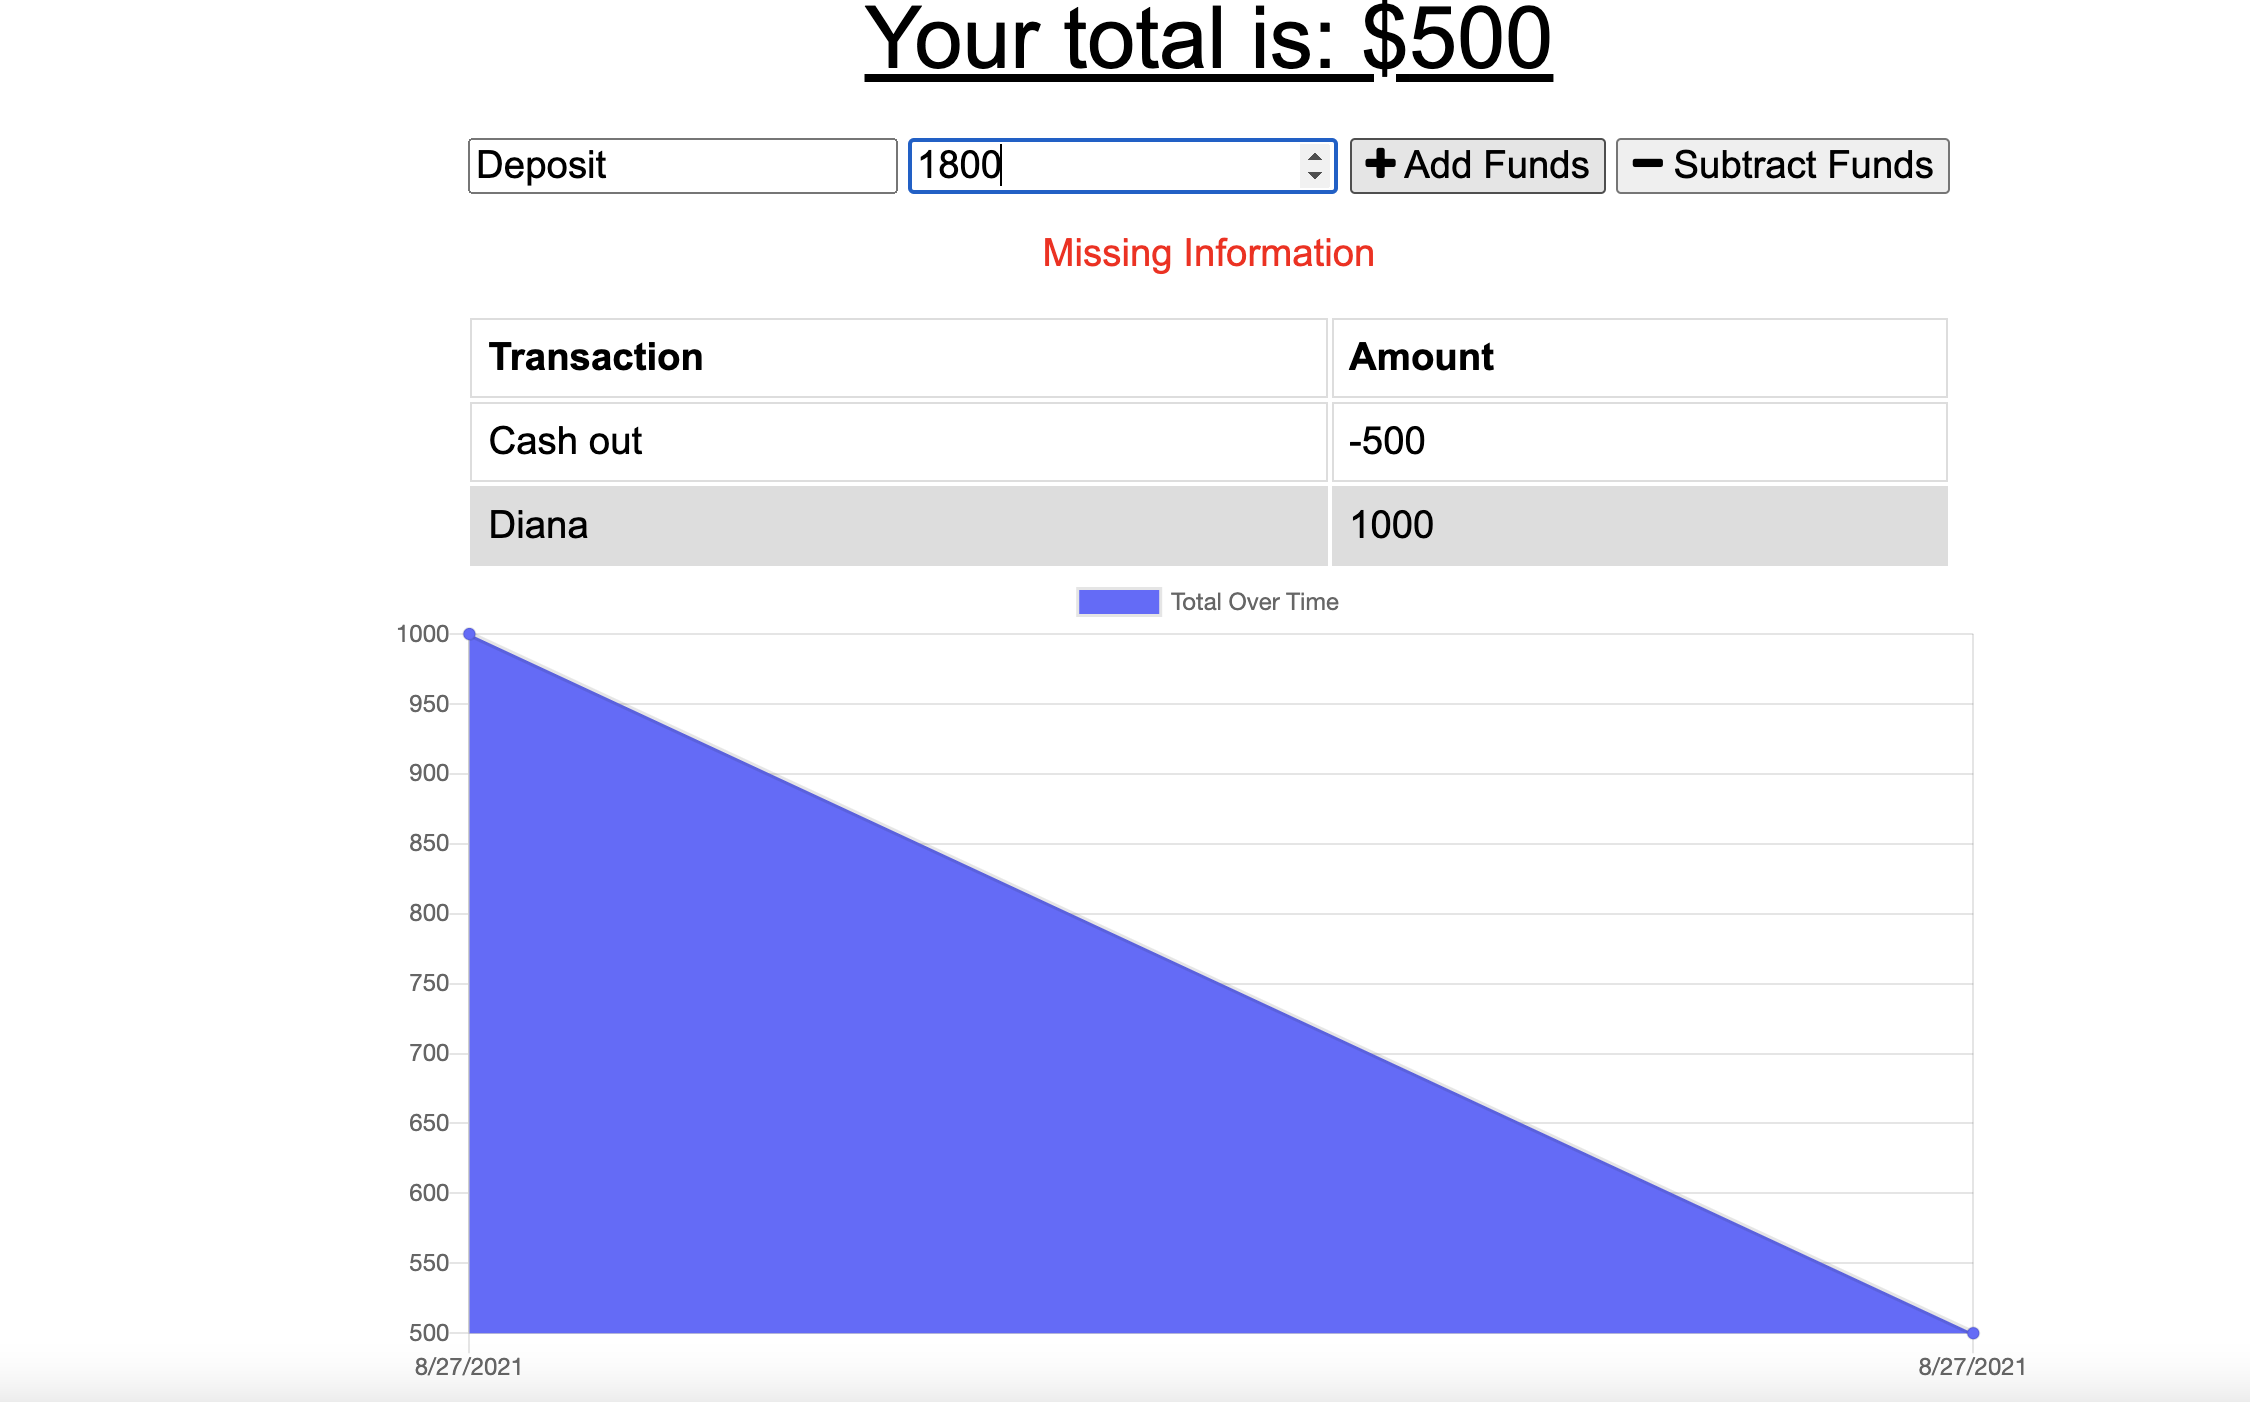 Your total is: $500
Deposit 1800 Add Funds Subtract Funds
Missing Information
Transaction Amount
Cash out -500
Diana 1000
Total Over Time
1000
950
900
850
800
750
700
650
600
550
500
8/27/2021 8/27/2021